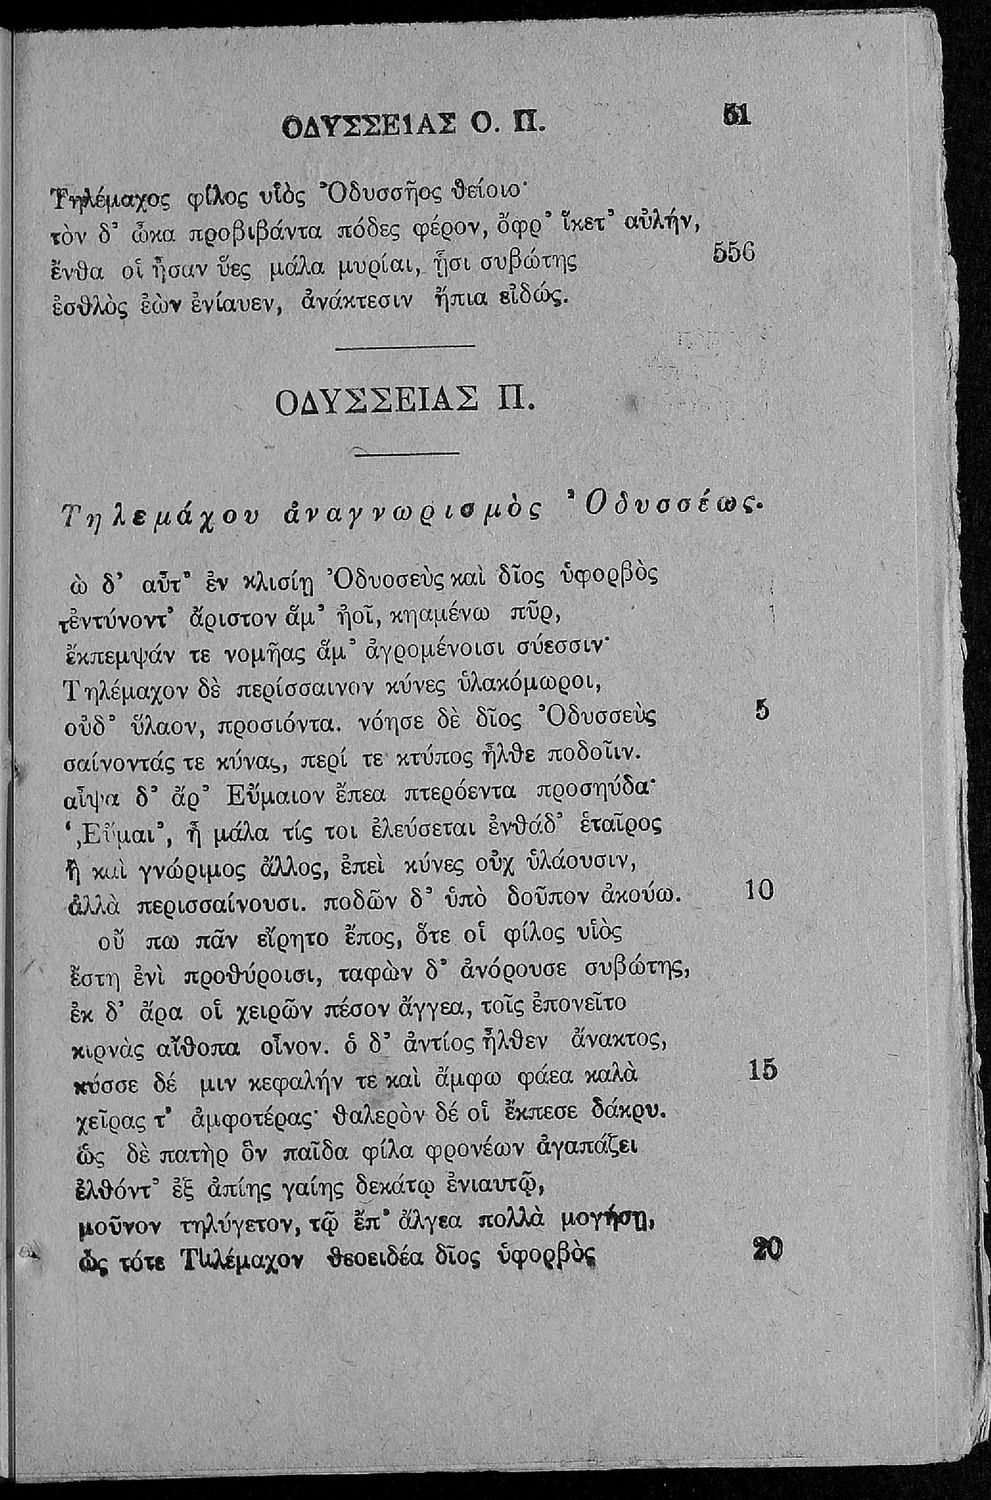 ΟΔΥΣΣΕΙΑΣ Ο. Π. 51
Τηλέμαχος φίλος υἱὸς Ὀδυσσῆος θείοιο·
τὸν δ' ὦκα προβιβάντα πόδες φέρον, ὄφρ' ἵκετ' αὐλήν,
ἔνθα οἱ ἦσαν ὕες μάλα μυρίαι, ᾗσι συβώτης 556
ἐσθλὸς ἐὼν ἐνίαυεν, ἀνάκτεσιν ἤπια εἰδώς.
ΟΔΥΣΣΕΙΑΣ Π.
Τηλεμάχου ἀναγνωρισμὸς Ὀδυσσέως.
ὼ δ' αὖτ' ἐν κλισίῃ Ὀδυοσεὺς καὶ δῖος ὑφορβὸς
τἐντύνοντ' ἄριστον ἅμ' ἠοῖ, κηαμένω πῦρ,
ἔκπεμψάν τε νομῆας ἅμ' ἀγρομένοισι σύεσσιν·
Τηλέμαχον δὲ περίσσαινον κύνες ὑλακόμωροι,
οὐδ' ὕλαον, προσιόντα. νόησε δὲ δῖος Ὀδυσσεὺς 5
σαίνοντάς τε κύνας, περί τε κτύπος ἦλθε ποδοῖιν.
αἶψα δ' ἄρ' Εὔμαιον ἔπεα πτερόεντα προσηύδα·
‛,Εὔμαι', ἦ μάλα τίς τοι ἐλεύσεται ἐνθάδ' ἑταῖρος
ἢ καὶ γνώριμος ἄλλος, ἐπεὶ κύνες οὐχ ὑλάουσιν,
ἀλλὰ περισσαίνουσι. ποδῶν δ' ὑπὸ δοῦπον ἀκούω. 10
οὔ πω πᾶν εἴρητο ἔπος, ὅτε οἱ φίλος υἱὸς
ἔστη ἐνὶ προθύροισι, ταφὼν δ' ἀνόρουσε συβώτης,
ἐκ δ' ἄρα οἱ χειρῶν πέσον ἄγγεα, τοῖς ἐπονεῖτο
κιρνὰς αἴθοπα οἶνον. ὁ δ' ἀντίος ἦλθεν ἄνακτος,
κύσσε δέ μιν κεφαλήν τε καὶ ἄμφω φάεα καλὰ 15
χεῖρας τ' ἀμφοτέρας· θαλερὸν δέ οἱ ἔκπεσε δάκρυ.
ὡς δὲ πατὴρ ὃν παῖδα φίλα φρονέων ἀγαπάζει
ἐλθόντ' ἐξ ἀπίης γαίης δεκάτῳ ἐνιαυτῷ,
μοῦνον τηλύγετον, τῷ ἔπ' ἄλγεα πολλὰ μογήσῃ,
ὣς τότε Τηλέμαχον θεοειδέα δῖος ὑφορβὸς 20